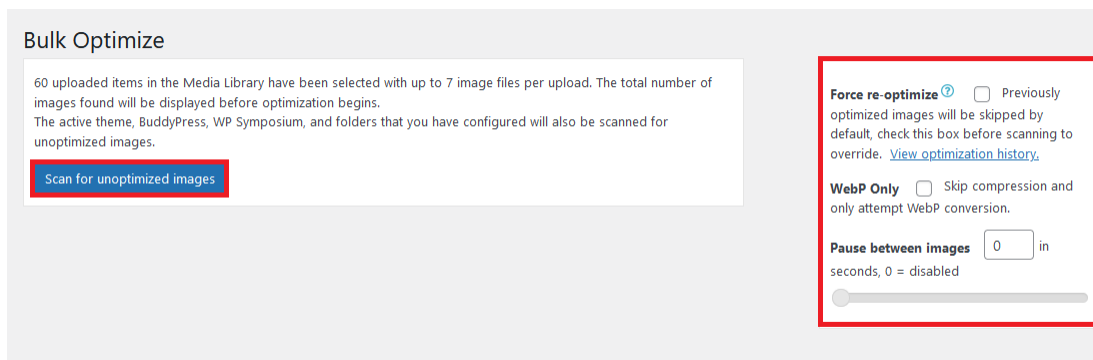 Bulk Optimize
60 uploaded items in the Media Library have been selected with up to 7 image files per upload. The total number of
images found will be displayed before optimization begins.
The active theme, BuddyPress, WP Symposium, and folders that you have configured will also be scanned for
unoptimized images.
Scan for unoptimized images
Force re-optimize ? Previously
optimized images will be skipped by
default, check this box before scanning to
override. View optimization history.
WebP Only Skip compression and
only attempt WebP conversion.
Pause between images 0 in
seconds, 0 = disabled